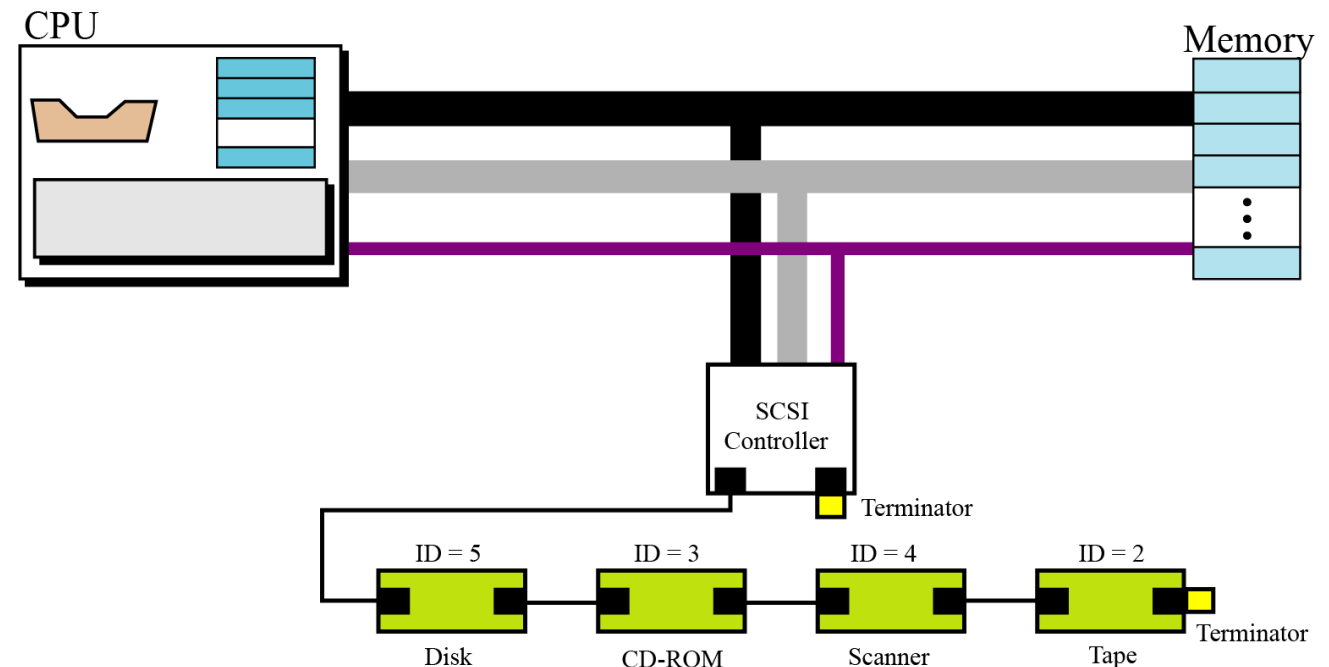 CPU
Memory
SCSI
Controller
Terminator
ID = 5
ID = 3
ID = 4
ID = 2
Terminator
Disk
CD-ROM
Scanner
Tape